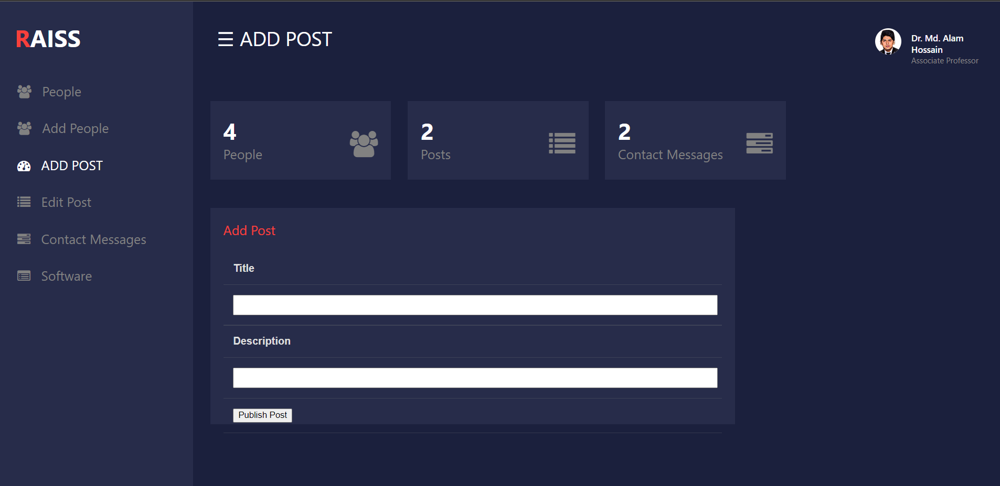 RAISS
People
Add People
ADD POST
Edit Post
Contact Messages
Software
☰ ADD POST
Dr. Md. Alam
Hossain
Associate Professor
4
People
2
Posts
2
Contact Messages
Add Post
Title
Description
Publish Post